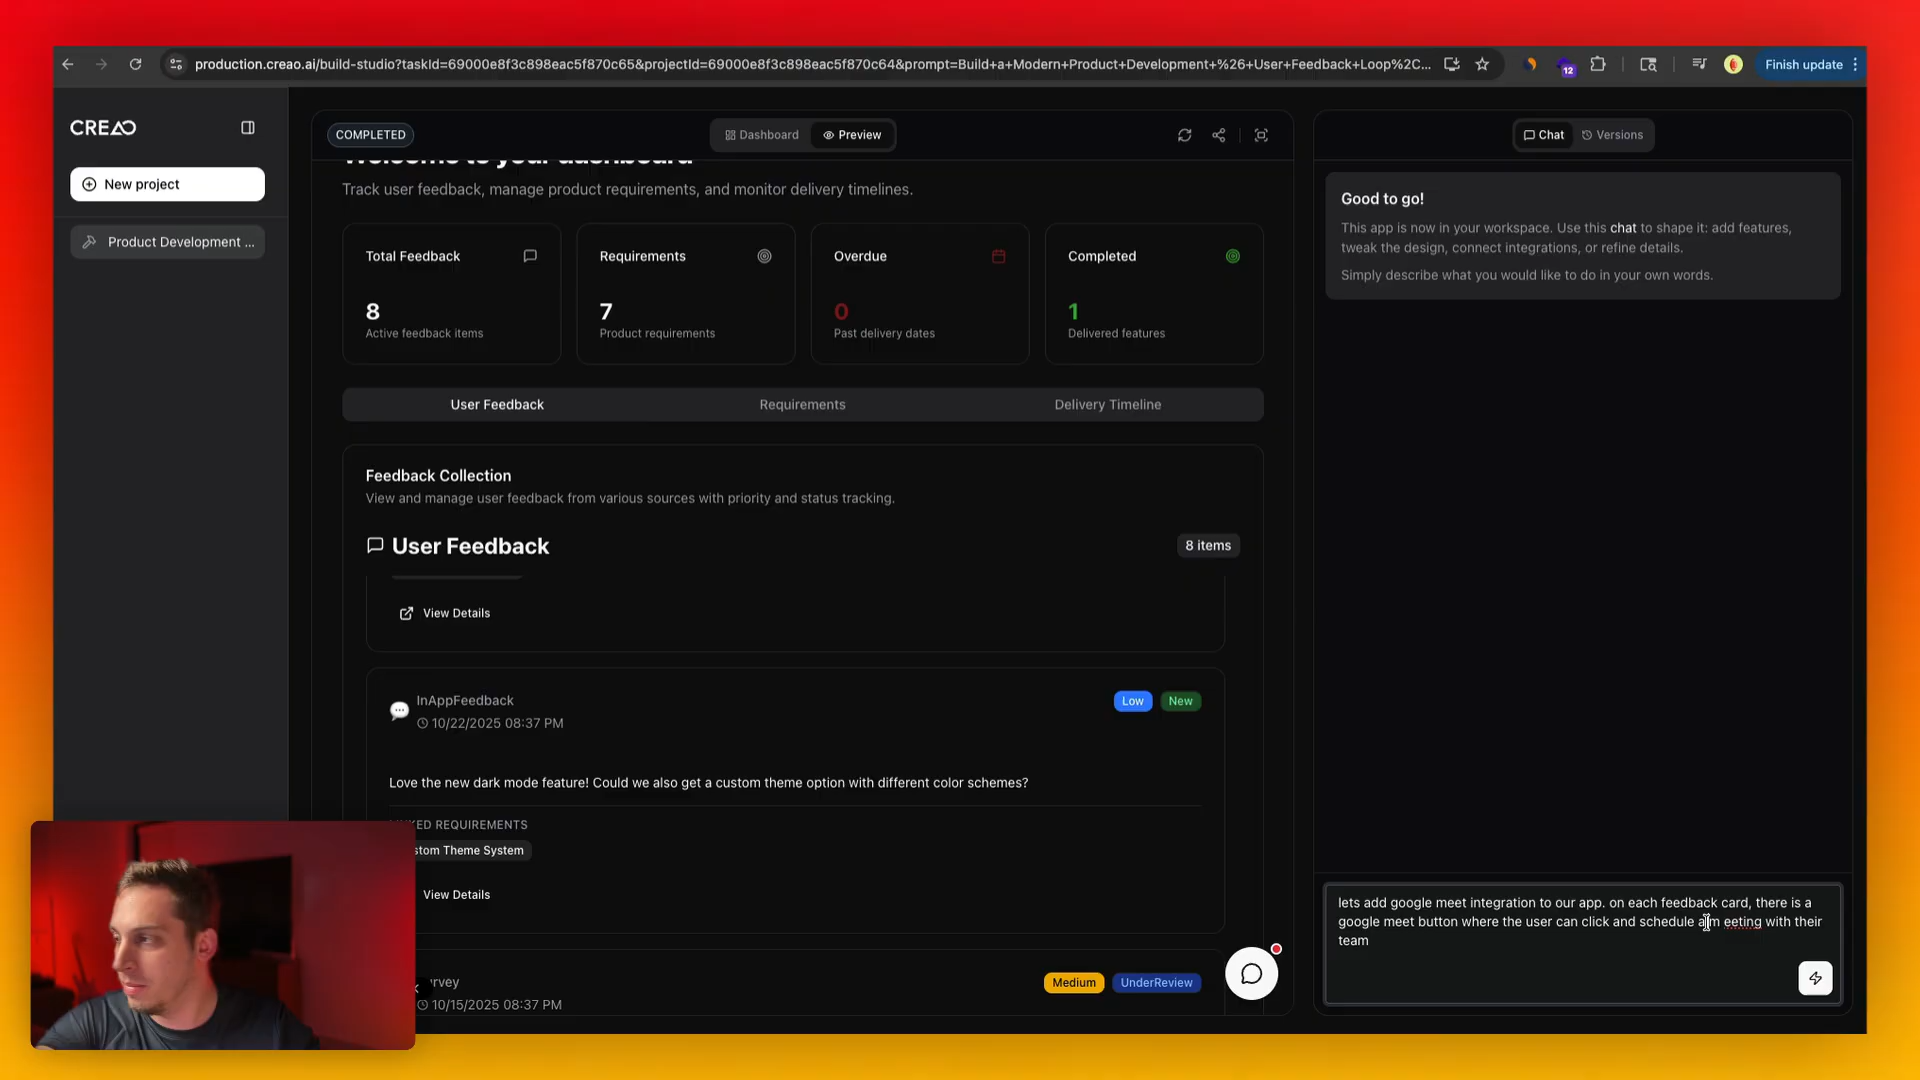 production.creao.ai/build-studio?taskId=69000e8f3c898eac5f870c65&projectId=69000e8f3c898eac5f870c64&prompt=Build+a+Modern+Product+Development+%26+User+Feedback+Loop%2C...
12
Finish update
CREAO
New project
Product Development ...
COMPLETED
Dashboard
Preview
Welcome to your dashboard
Track user feedback, manage product requirements, and monitor delivery timelines.
Total Feedback
8
Active feedback items
Requirements
7
Product requirements
Overdue
0
Past delivery dates
Completed
1
Delivered features
User Feedback
Requirements
Delivery Timeline
Feedback Collection
View and manage user feedback from various sources with priority and status tracking.
User Feedback
8 items
View Details
InAppFeedback
10/22/2025 08:37 PM
Low
New
Love the new dark mode feature! Could we also get a custom theme option with different color schemes?
KED REQUIREMENTS
stom Theme System
View Details
rvey
10/15/2025 08:37 PM
Medium
UnderReview
Chat
Versions
Good to go!
This app is now in your workspace. Use this chat to shape it: add features,
tweak the design, connect integrations, or refine details.
Simply describe what you would like to do in your own words.
lets add google meet integration to our app. on each feedback card, there is a
google meet button where the user can click and schedule a m eeting with their
team